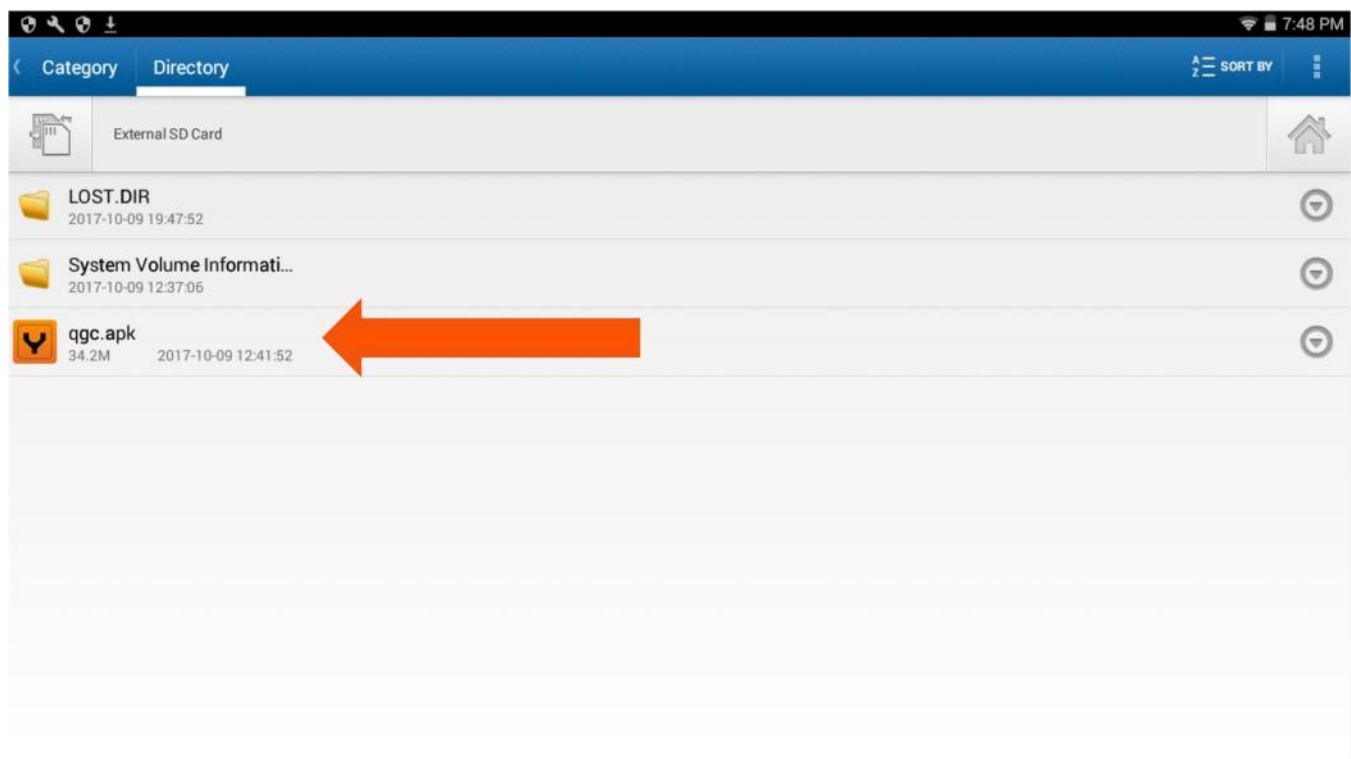 7:48 PM
Category Directory
A
Z SORT BY
External SD Card
LOST.DIR
2017-10-09 19:47:52
System Volume Informati...
2017-10-09 12:37:06
qgc.apk
34.2M 2017-10-09 12:41:52